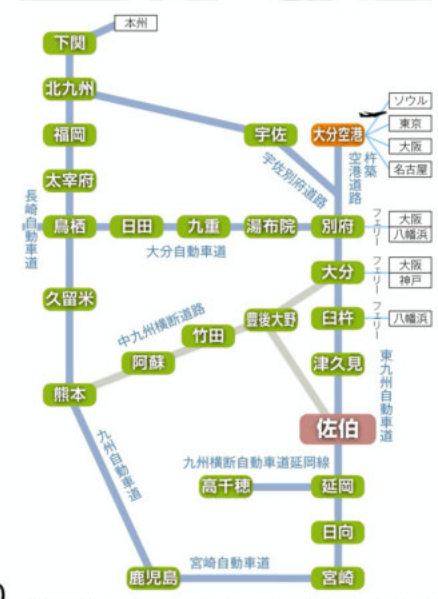 本州
下関
北九州
ソウル
東京
大阪
名古屋
福岡
宇佐
大分空港
宇佐別府道路
杵築
空港道路
太宰府
長崎自動車道
鳥栖
日田
九重
湯布院
別府
フェリー
大阪
八幡浜
大分自動車道
大分
フェリー
大阪
神戸
久留米
中九州横断道路
豊後大野
臼杵
フェリー
八幡浜
竹田
阿蘇
津久見
東九州自動車道
熊本
佐伯
九州自動車道
九州横断自動車道延岡線
高千穂
延岡
日向
宮崎自動車道
鹿児島
宮崎